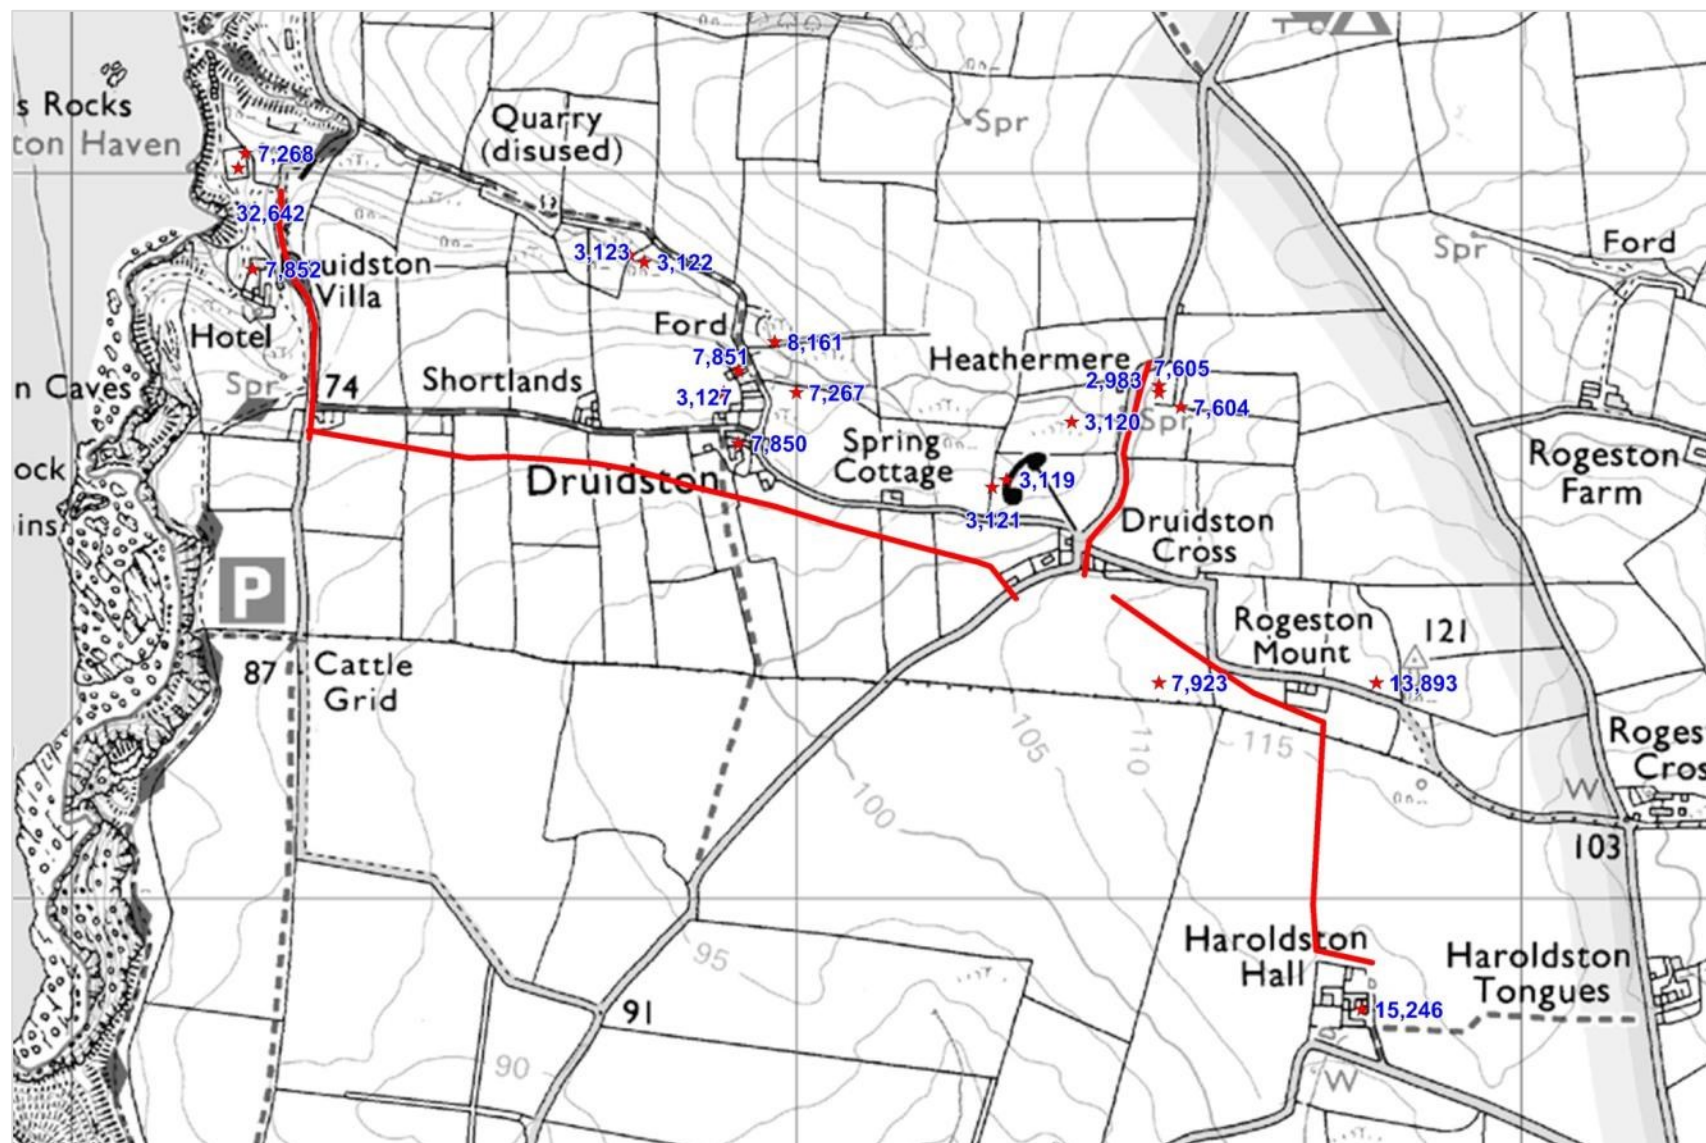 s Rocks
ton Haven
Quarry
(disused)
Spr
7,268
32,642
7,852
uidston
Villa
Hotel
3,123
3,122
Spr
Ford
Ford
8,161
7,851
3,127
7,267
7,850
Heathermere
7,605
2,983
7,604
3,120
Spr
n Caves
Spr
74
Shortlands
Spring
Cottage
3,119
3,121
ock
ins
Druidston
Druidston
Cross
Rogeston
Farm
P
Rogeston
Mount
121
87
Cattle
Grid
7,923
13,893
105
110
115
100
Roges
Cros
W
103
95
Haroldston
Hall
Haroldston
Tongues
15,246
91
90
W